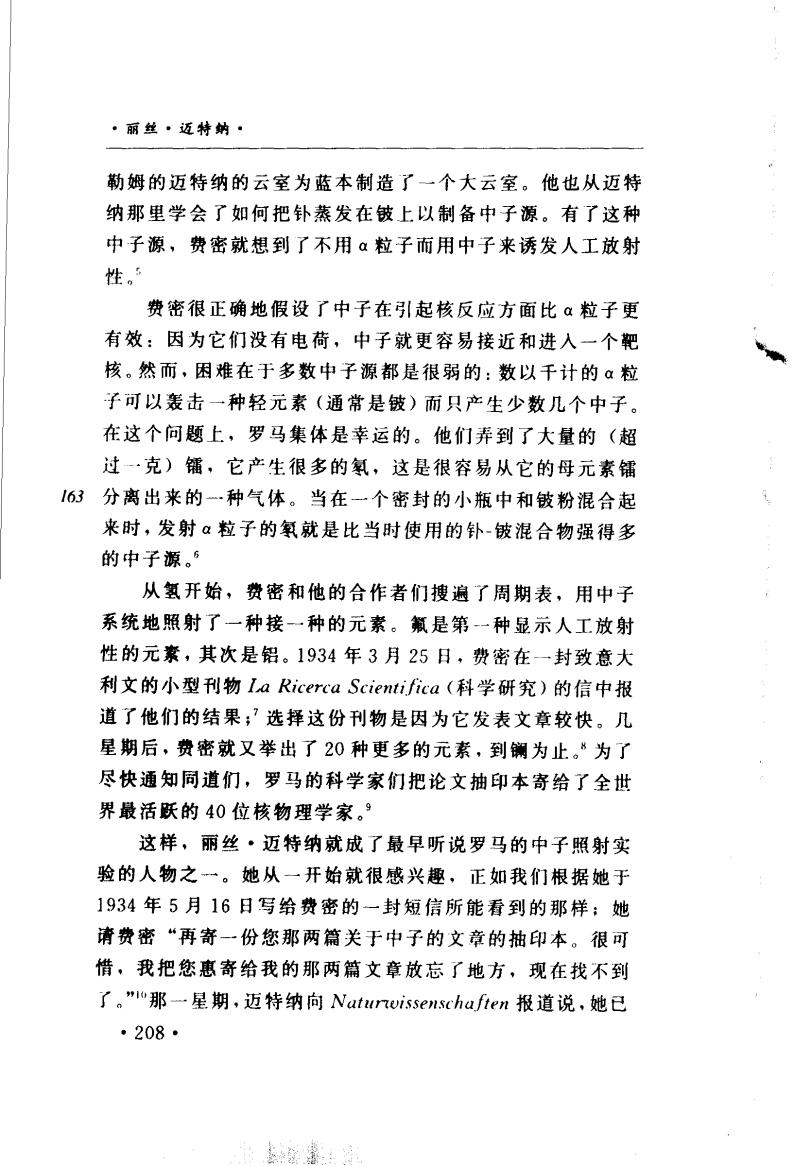 ·丽丝·迈特纳·
勒姆的迈特纳的云室为蓝本制造了一个大云室。他也从迈特
纳那里学会了如何把钋蒸发在铍上以制备中子源。有了这种
中子源，费密就想到了不用α粒子而用中子来诱发人工放射
性。⁵
费密很正确地假设了中子在引起核反应方面比α粒子更
有效：因为它们没有电荷，中子就更容易接近和进入一个靶
核。然而，困难在于多数中子源都是很弱的：数以千计的α粒
子可以轰击一种轻元素（通常是铍）而只产生少数几个中子。
在这个问题上，罗马集体是幸运的。他们弄到了大量的（超
过一克）镭，它产生很多的氡，这是很容易从它的母元素镭
163 分离出来的一种气体。当在一个密封的小瓶中和铍粉混合起
来时，发射α粒子的氡就是比当时使用的钋-铍混合物强得多
的中子源。⁶
从氢开始，费密和他的合作者们搜遍了周期表，用中子
系统地照射了一种接一种的元素。氟是第一种显示人工放射
性的元素，其次是铝。1934年3月25日，费密在一封致意大
利文的小型刊物 La Ricerca Scientifica（科学研究）的信中报
道了他们的结果；⁷ 选择这份刊物是因为它发表文章较快。几
星期后，费密就又举出了20种更多的元素，到镧为止。⁸ 为了
尽快通知同道们，罗马的科学家们把论文抽印本寄给了全世
界最活跃的40位核物理学家。⁹
这样，丽丝·迈特纳就成了最早听说罗马的中子照射实
验的人物之一。她从一开始就很感兴趣，正如我们根据她于
1934年5月16日写给费密的一封短信所能看到的那样；她
请费密“再寄一份您那两篇关于中子的文章的抽印本。很可
惜，我把您惠寄给我的那两篇文章放忘了地方，现在找不到
了。”¹⁰那一星期，迈特纳向 Naturwissenschaften 报道说，她已
·208·